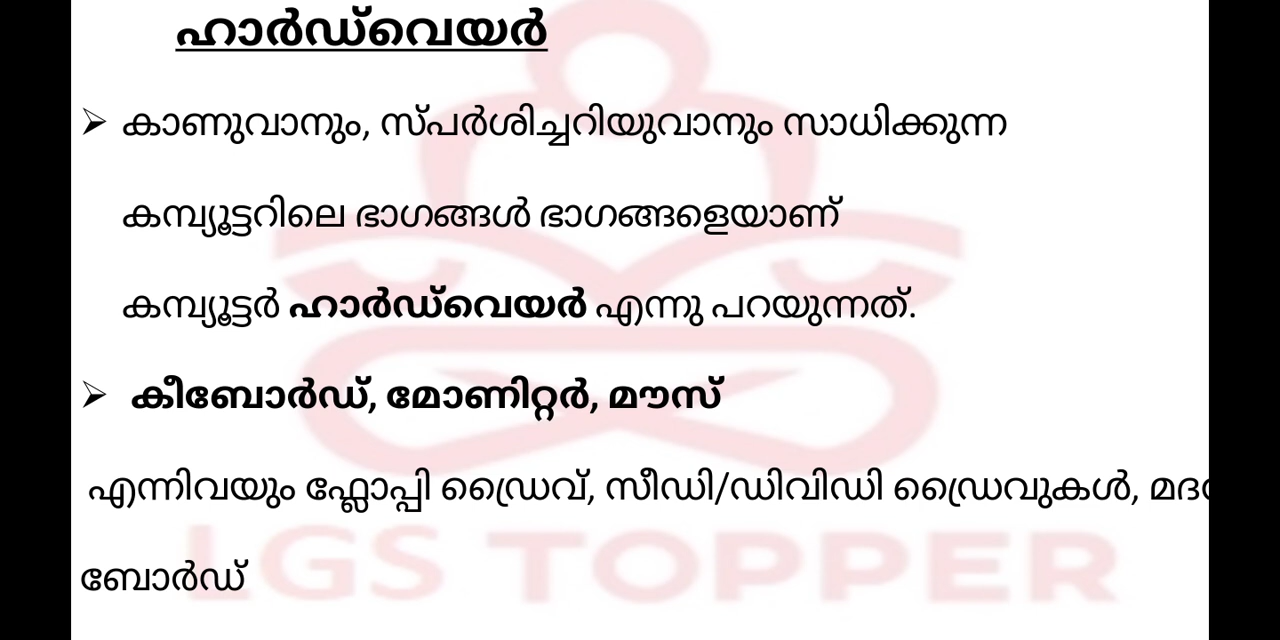 ഹാർഡ്‌വെയർ
➢ കാണുവാനും, സ്പർശിച്ചറിയുവാനും സാധിക്കുന്ന
കമ്പ്യൂട്ടറിലെ ഭാഗങ്ങൾ ഭാഗങ്ങളെയാണ്
കമ്പ്യൂട്ടർ ഹാർഡ്‌വെയർ എന്നു പറയുന്നത്.
➢ കീബോർഡ്, മോണിറ്റർ, മൗസ്
എന്നിവയും ഫ്ലോപ്പി ഡ്രൈവ്, സീഡി/ഡിവിഡി ഡ്രൈവുകൾ,
ബോർഡ്
LGS TOPPER